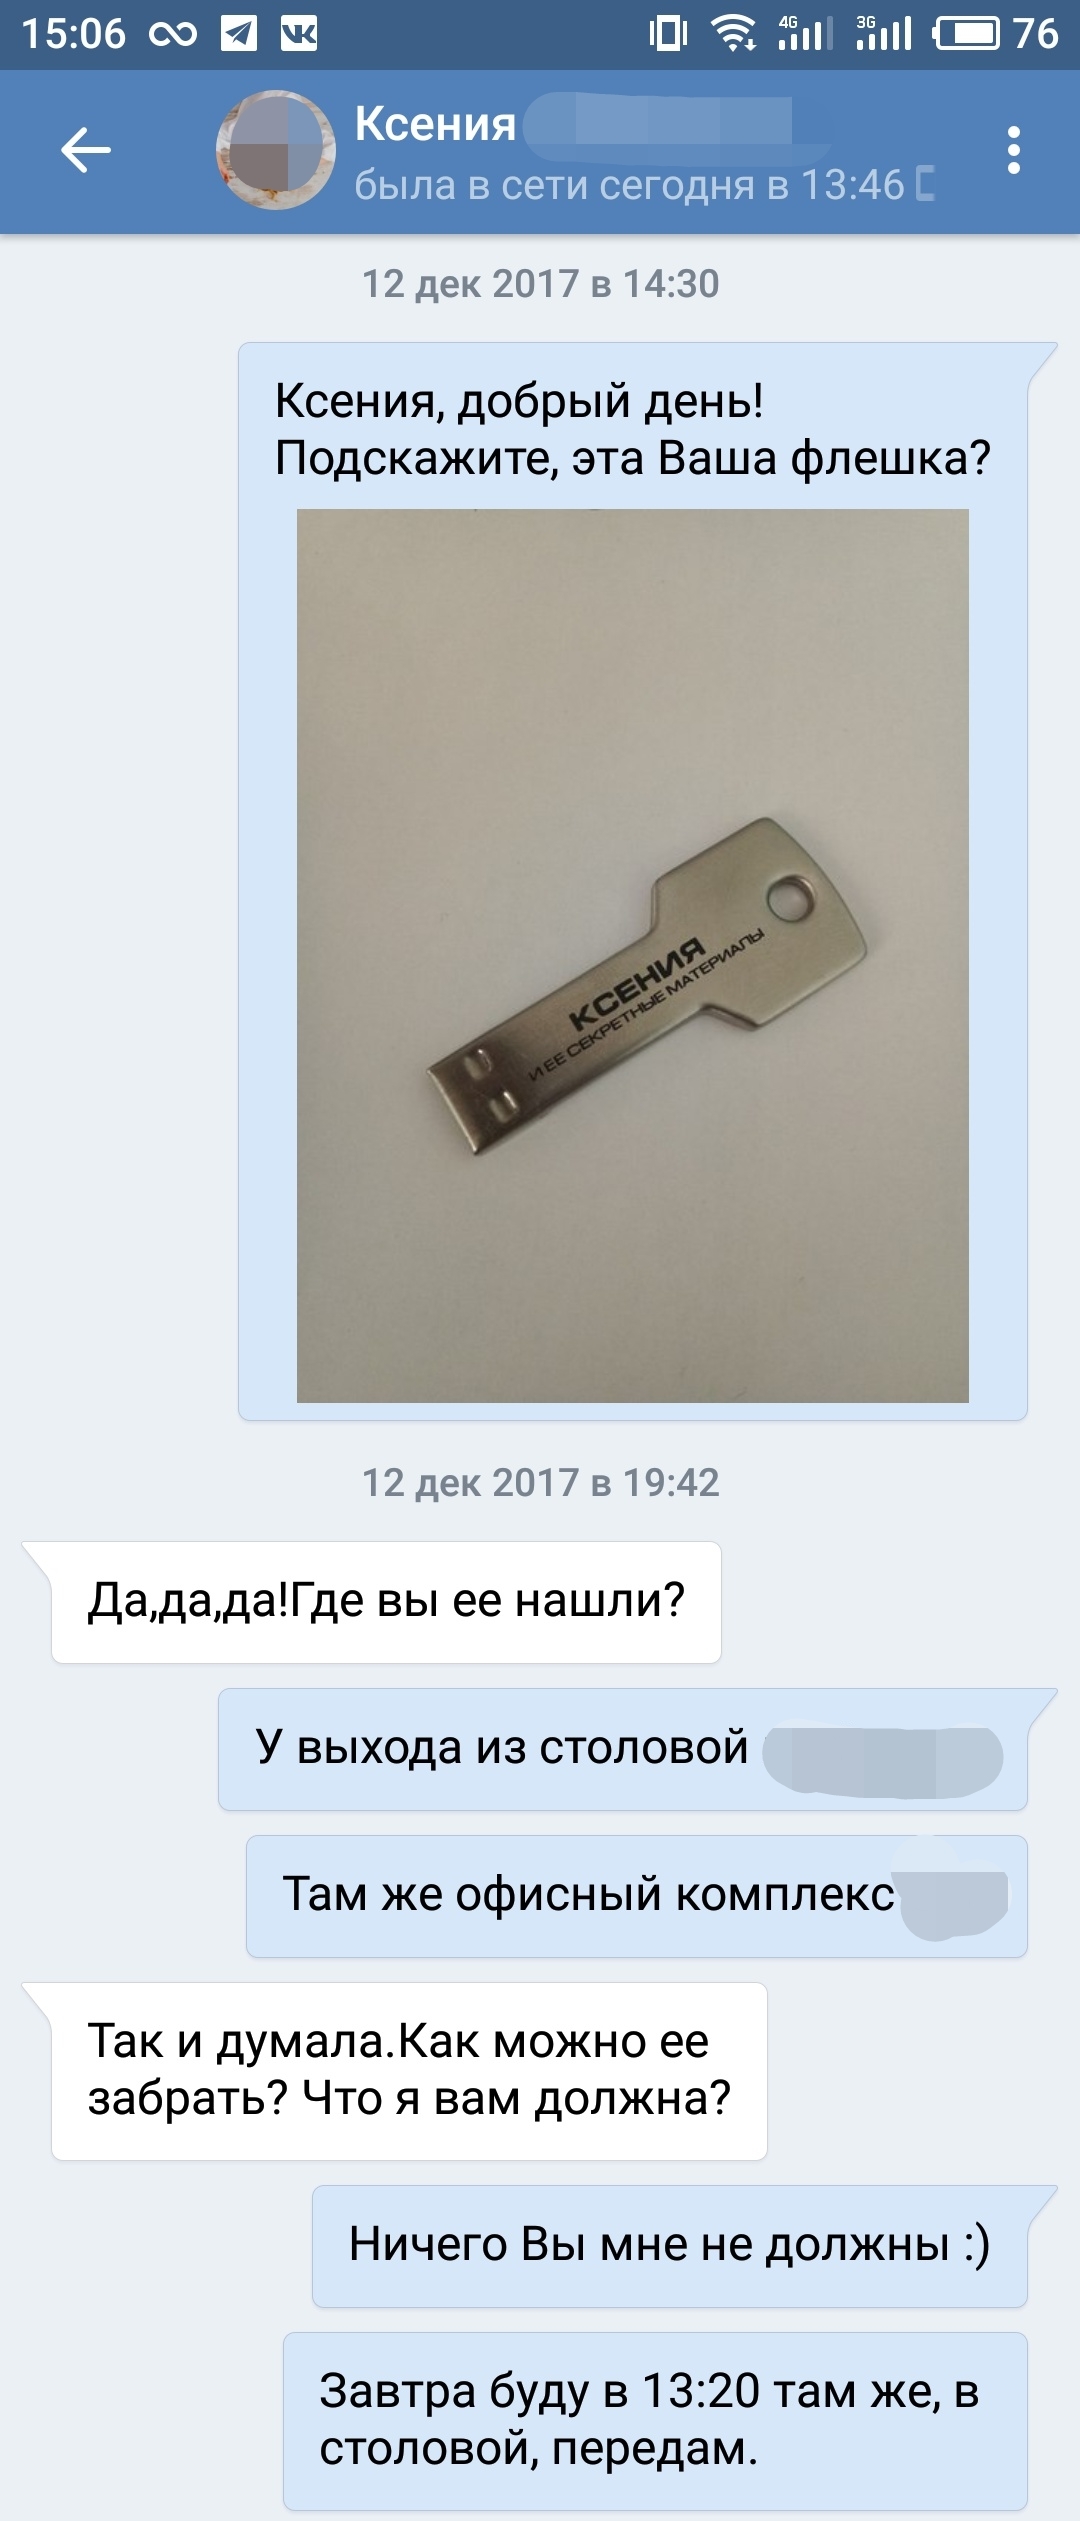 15:06
4G
3G
76
Ксения
была в сети сегодня в 13:46
12 дек 2017 в 14:30
Ксения, добрый день!
Подскажите, эта Ваша флешка?
КСЕНИЯ
И ЕЕ СЕКРЕТНЫЕ МАТЕРИАЛЫ
12 дек 2017 в 19:42
Да,да,да!Где вы ее нашли?
У выхода из столовой
Там же офисный комплекс
Так и думала.Как можно ее
забрать? Что я вам должна?
Ничего Вы мне не должны :)
Завтра буду в 13:20 там же, в
столовой, передам.